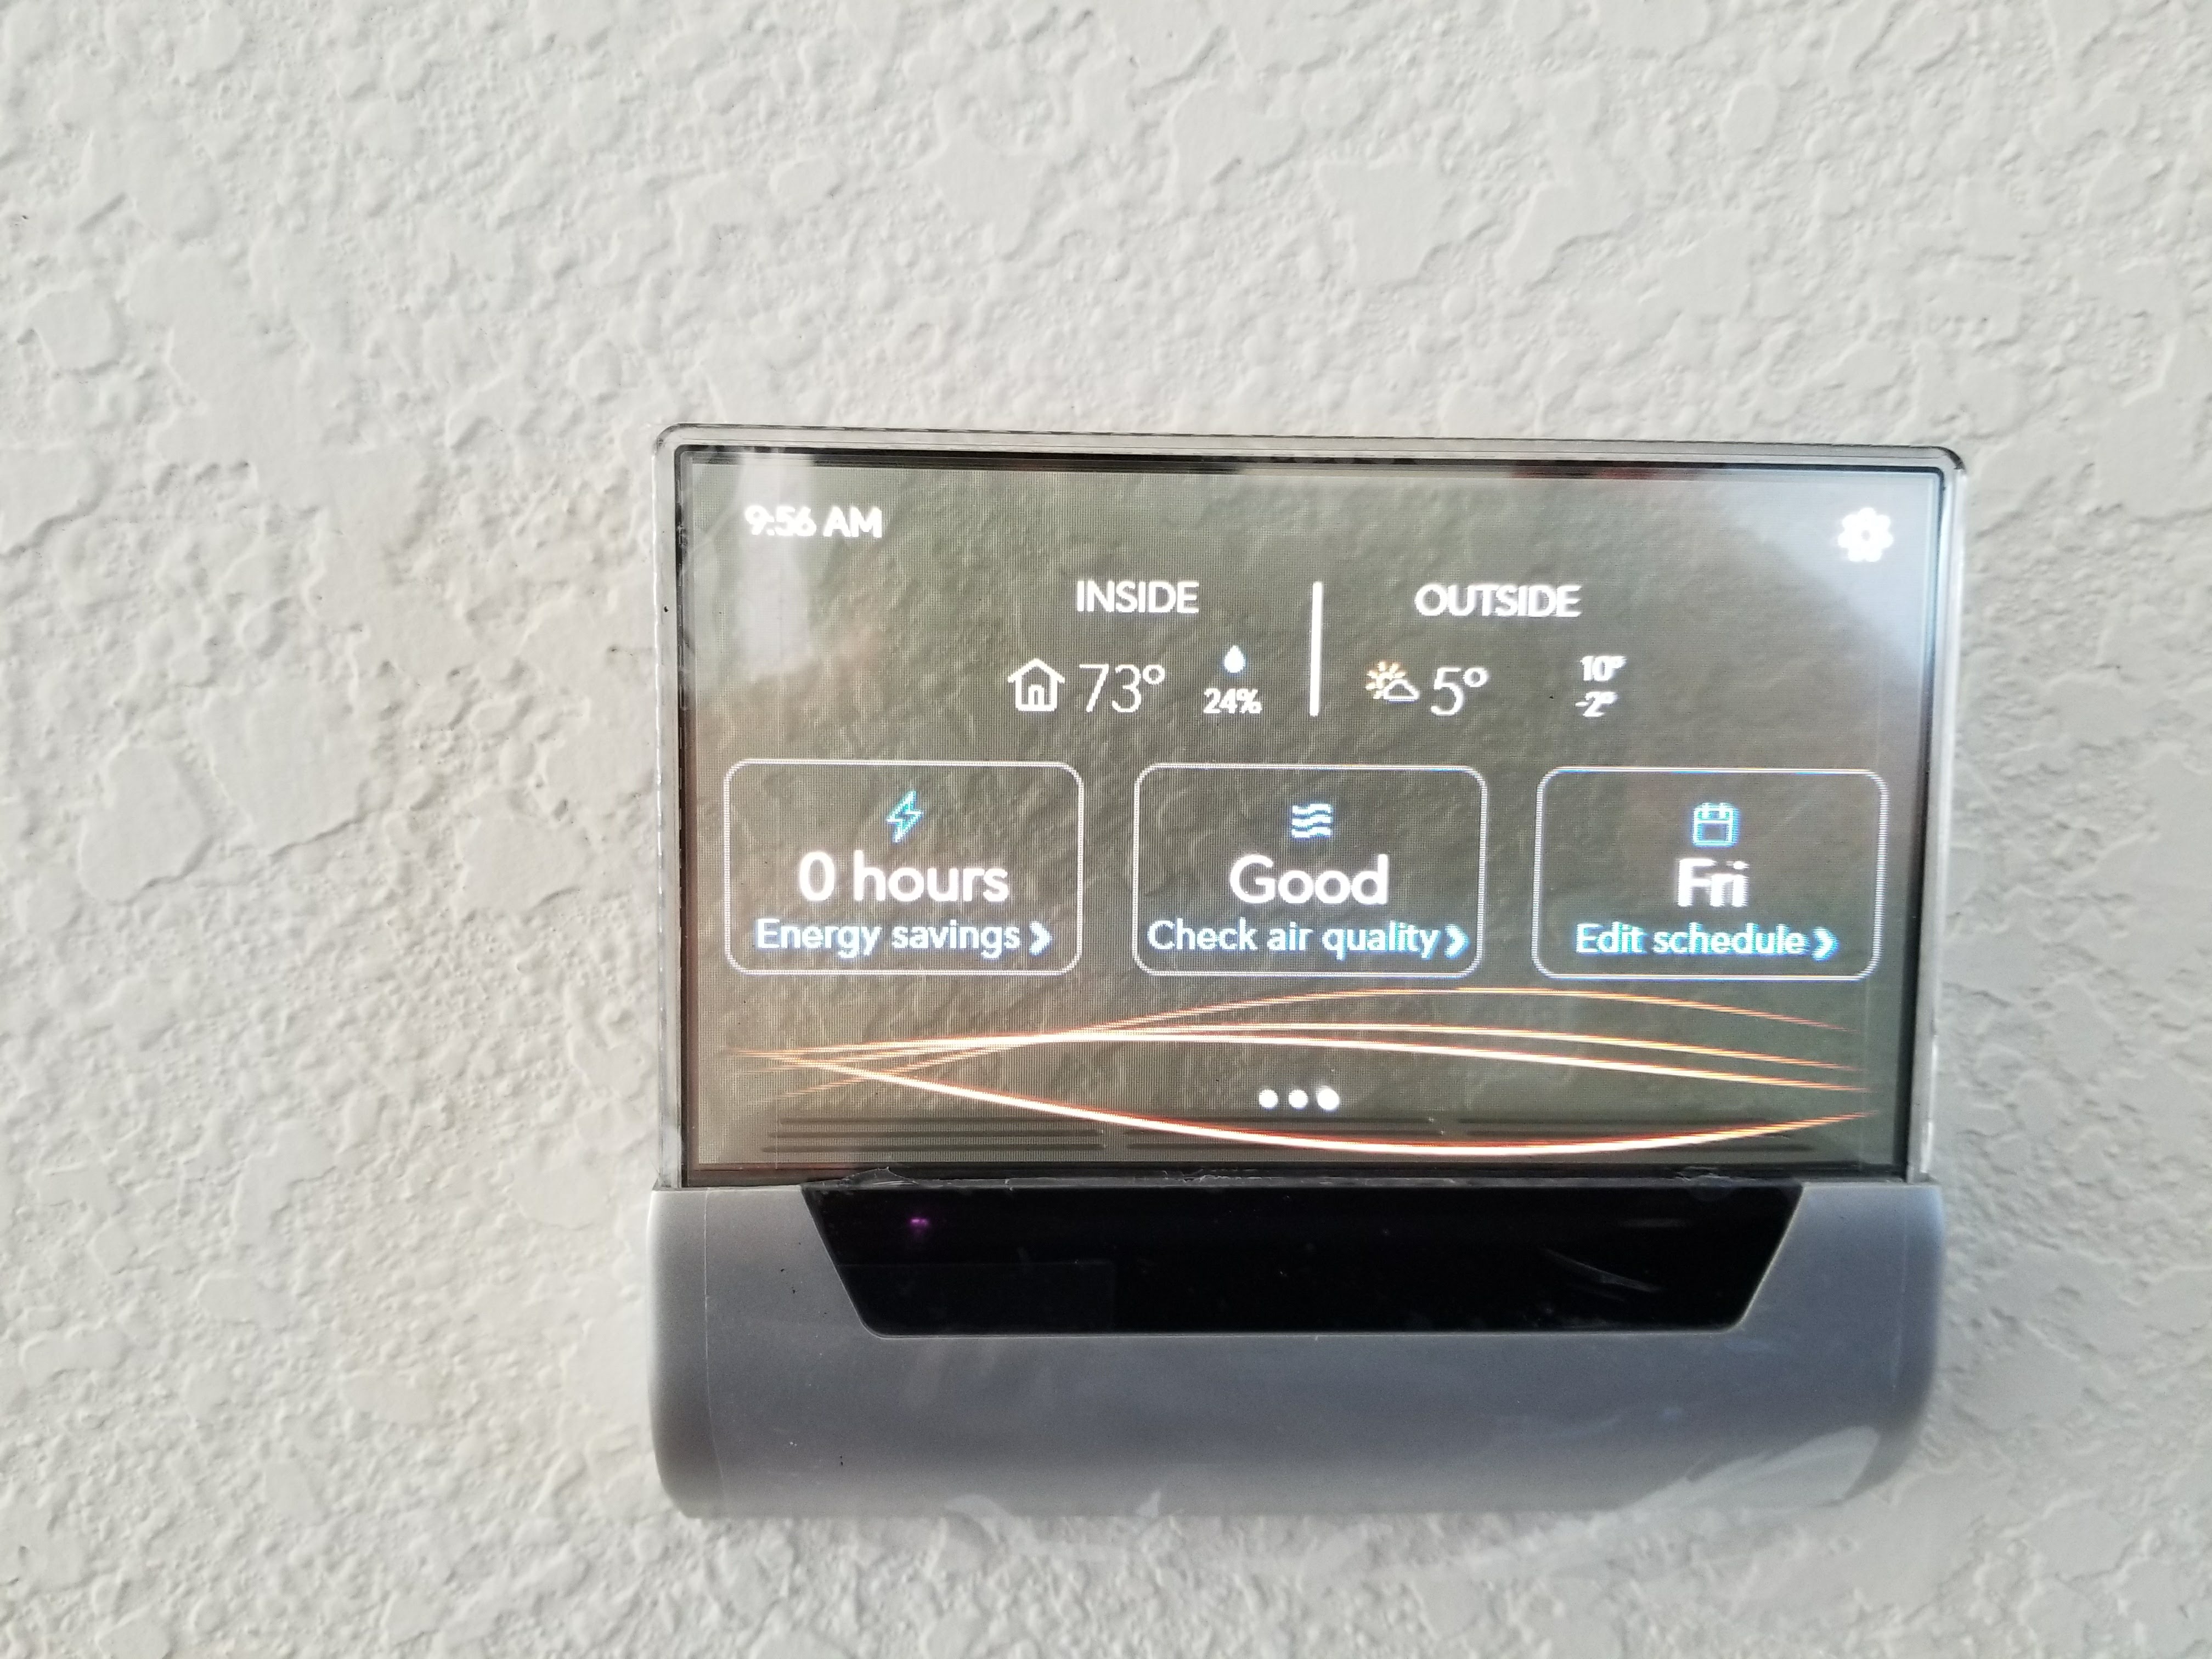 9:56 AM
INSIDE
OUTSIDE
73°
24%
5°
10°
-2°
0 hours
Energy savings
Good
Check air quality
Fri
Edit schedule